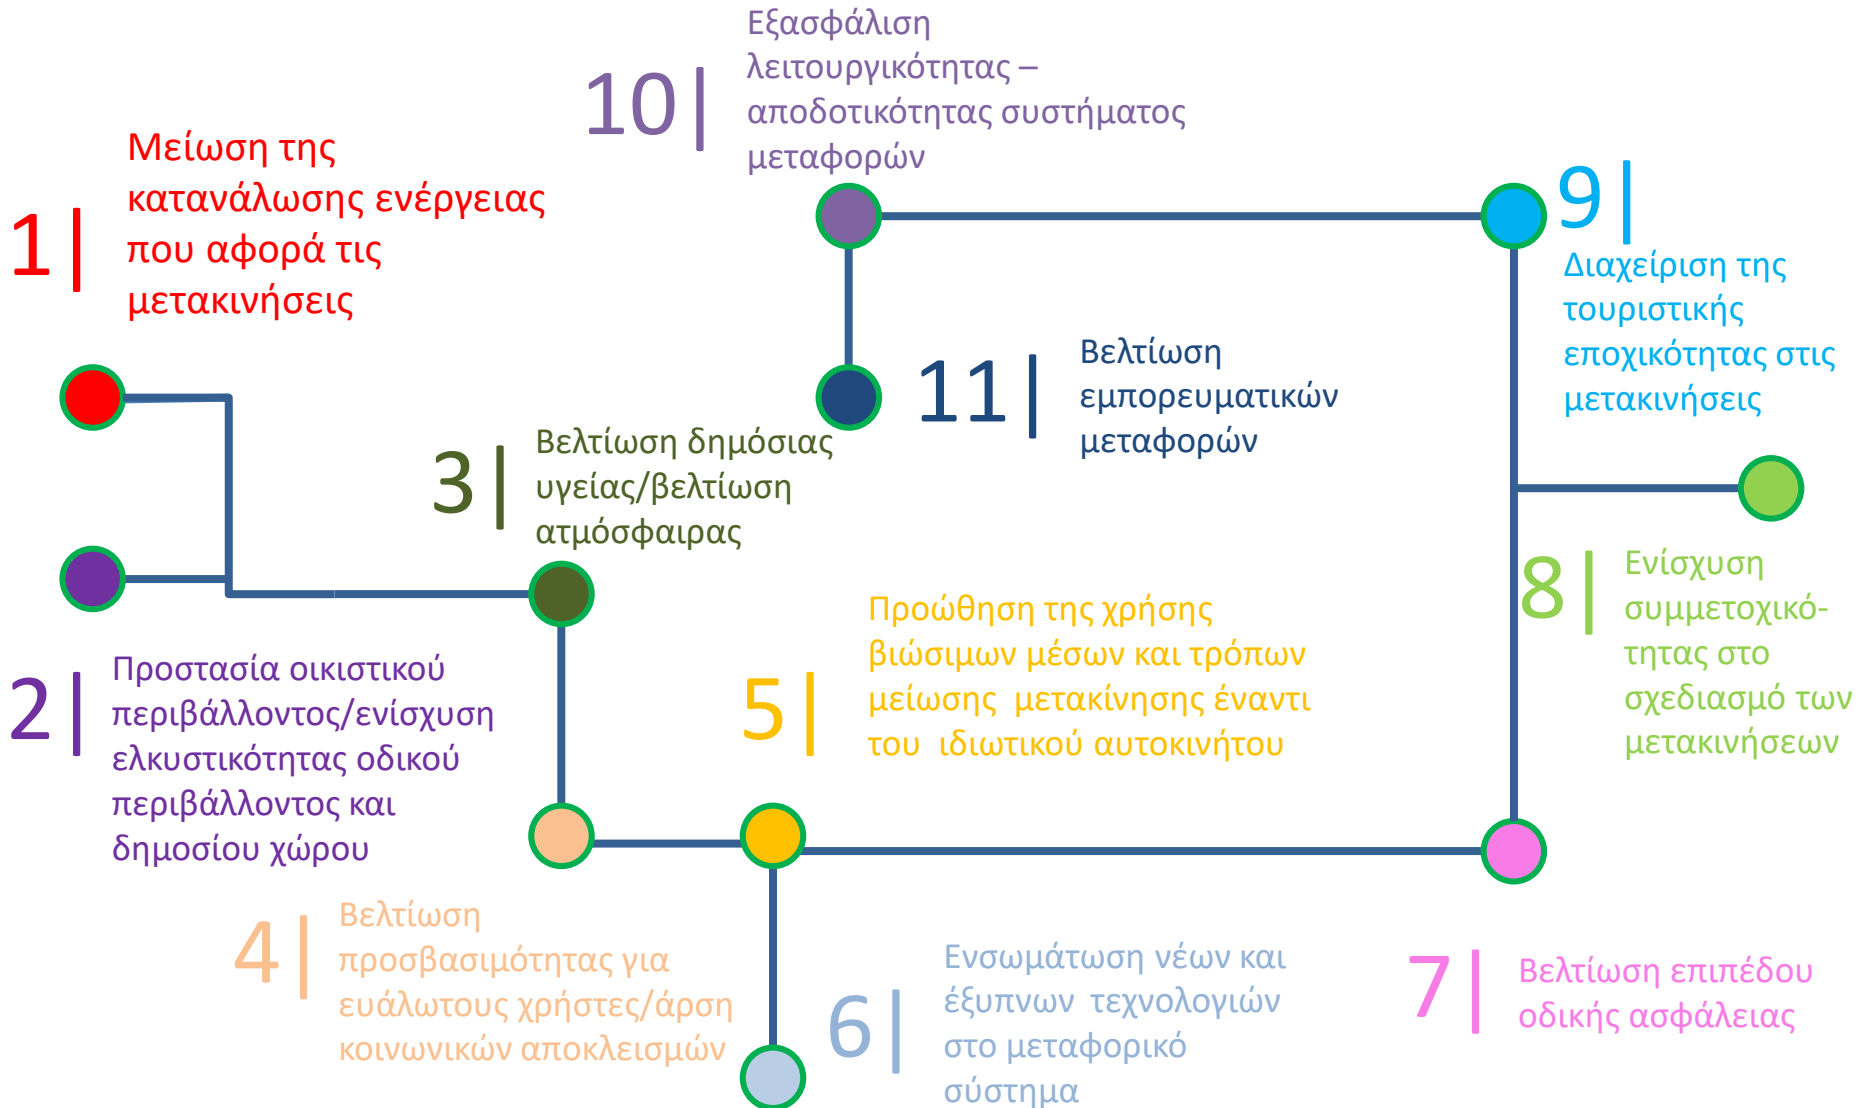 1|
Μείωση της
κατανάλωσης ενέργειας
που αφορά τις
μετακινήσεις
2|
Προστασία οικιστικού
περιβάλλοντος/ενίσχυση
ελκυστικότητας οδικού
περιβάλλοντος και
δημοσίου χώρου
3|
Βελτίωση δημόσιας
υγείας/βελτίωση
ατμόσφαιρας
4|
Βελτίωση
προσβασιμότητας για
ευάλωτους χρήστες/άρση
κοινωνικών αποκλεισμών
5|
Προώθηση της χρήσης
βιώσιμων μέσων και τρόπων
μείωσης μετακίνησης έναντι
του ιδιωτικού αυτοκινήτου
6|
Ενσωμάτωση νέων και
έξυπνων τεχνολογιών
στο μεταφορικό
σύστημα
7|
Βελτίωση επιπέδου
οδικής ασφάλειας
8|
Ενίσχυση
συμμετοχικό-
τητας στο
σχεδιασμό των
μετακινήσεων
9|
Διαχείριση της
τουριστικής
εποχικότητας στις
μετακινήσεις
10|
Εξασφάλιση
λειτουργικότητας –
αποδοτικότητας συστήματος
μεταφορών
11|
Βελτίωση
εμπορευματικών
μεταφορών